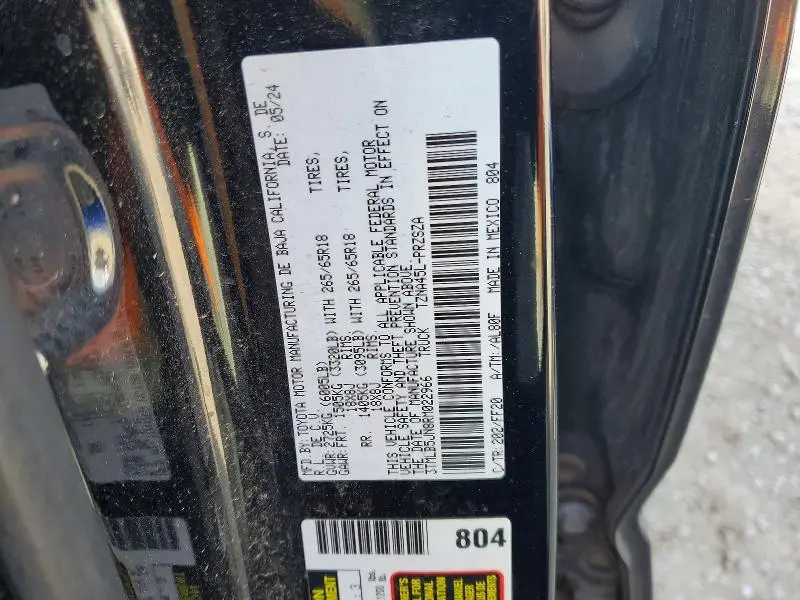 MFD.BY:TOYOTA MOTOR MANUFACTURING DE BAJA CALIFORNIA, S. DE
R.L. DE C.V. DATE: 05/24
GVWR:2725KG (6005LB)
GAWR:FRT. 1505KG (3320LB) WITH 265/65R18 TIRES,
18X8J RIMS
RR. 1405KG (3095LB) WITH 265/65R18 TIRES,
18X8J RIMS
THIS VEHICLE CONFORMS TO ALL APPLICABLE FEDERAL MOTOR
VEHICLE SAFETY AND THEFT PREVENTION STANDARDS IN EFFECT ON
THE DATE OF MANUFACTURE SHOWN ABOVE
3TMLB5JN8RM022966 TRUCK TZNA45L-PRZSZA
C/TR:202/FF20 A/TM:/AL80F MADE IN MEXICO 804
804